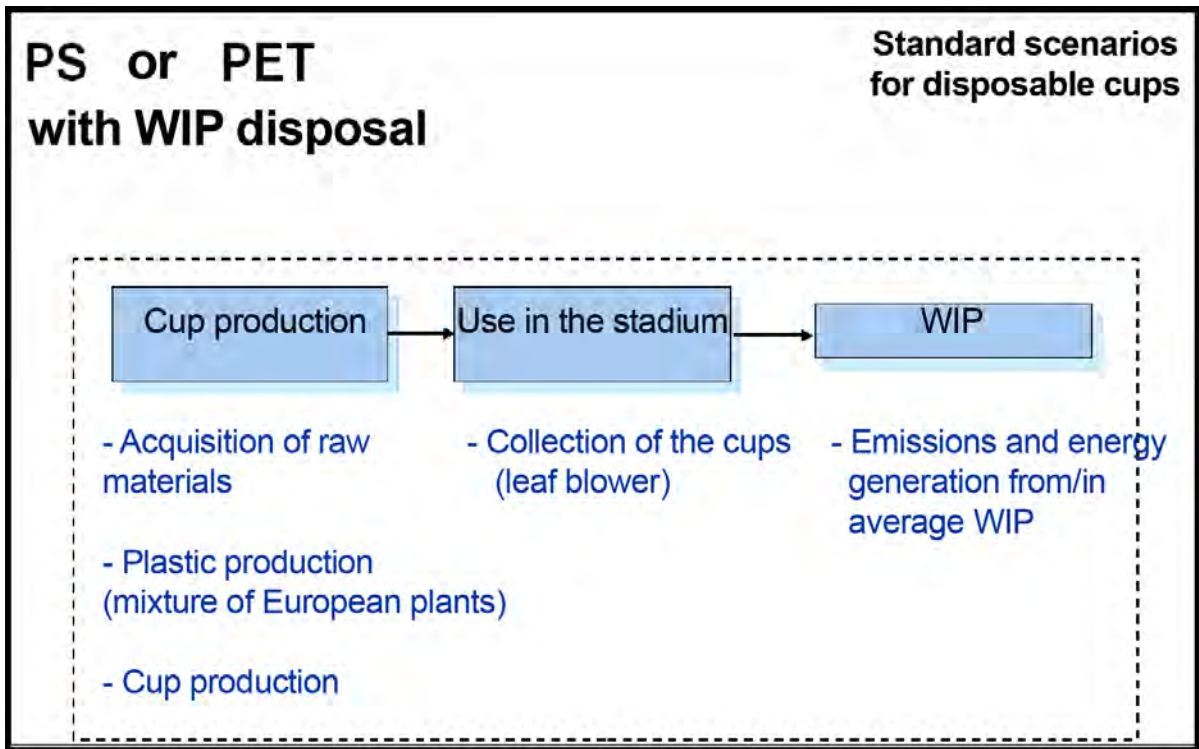 PS or PET
with WIP disposal
Standard scenarios
for disposable cups
Cup production
Use in the stadium
WIP
- Acquisition of raw
materials
- Plastic production
(mixture of European plants)
- Cup production
- Collection of the cups
(leaf blower)
- Emissions and energy
generation from/in
average WIP